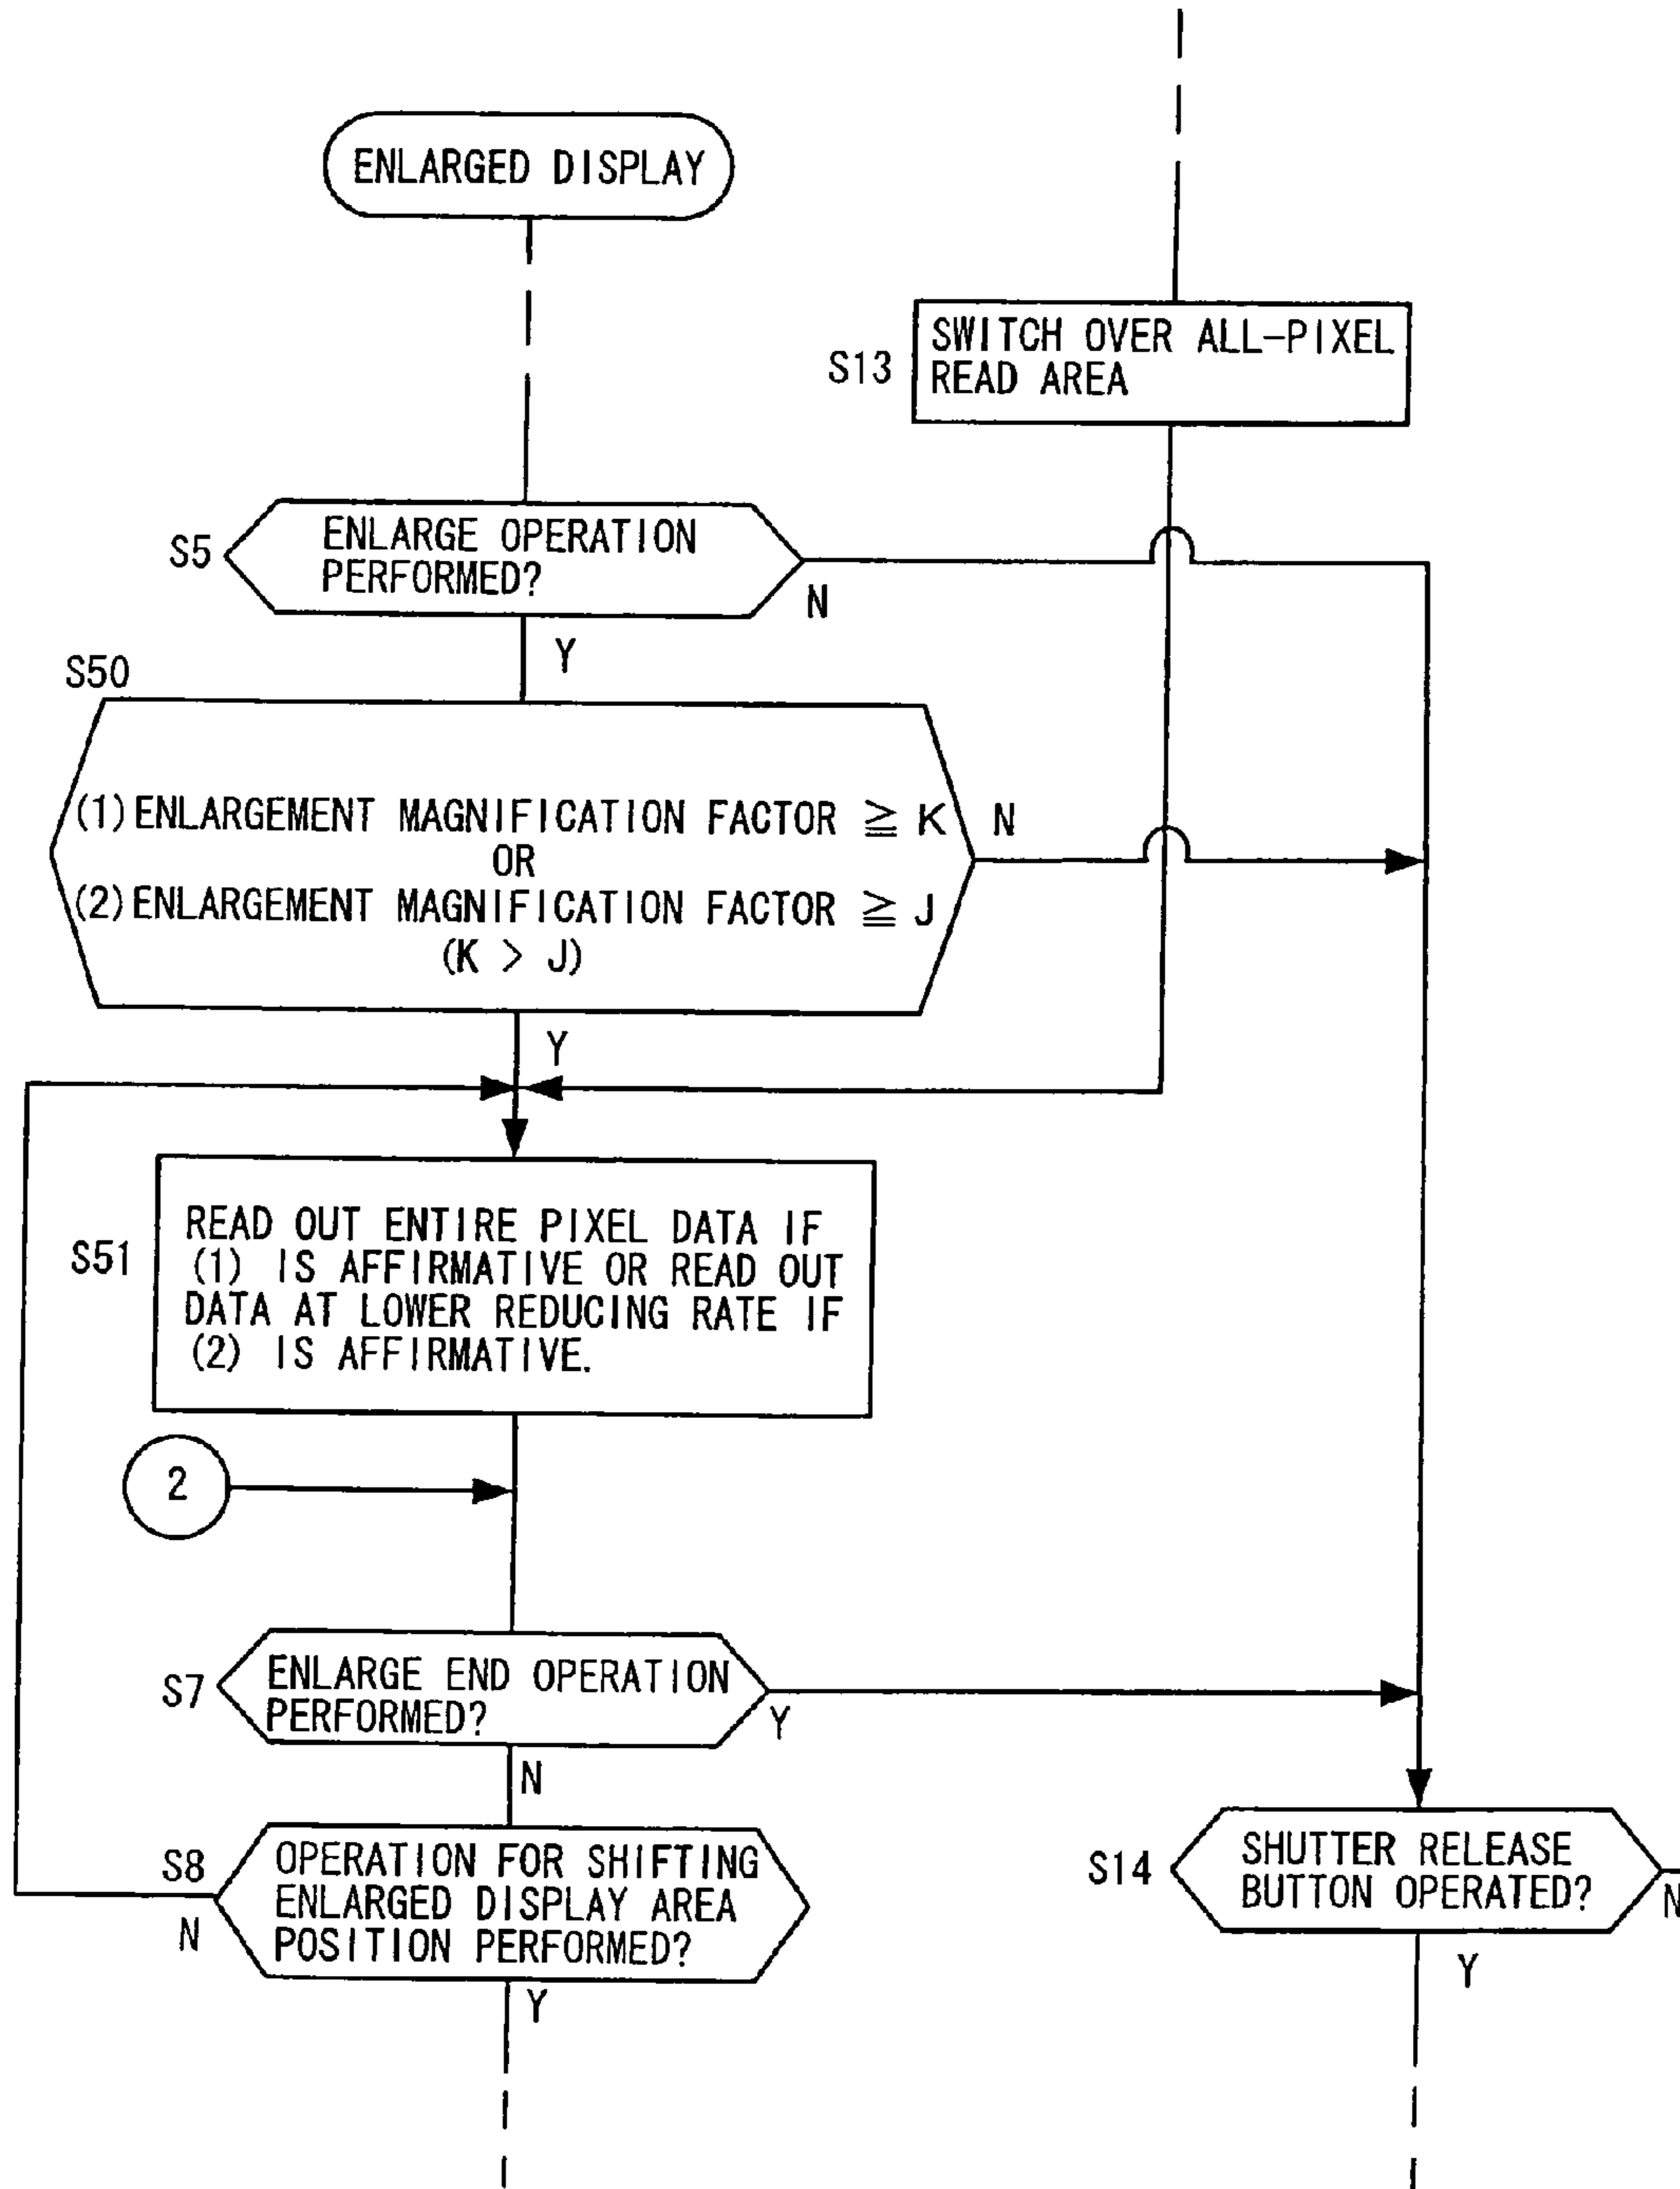 ENLARGED DISPLAY
S13
SWITCH OVER ALL-PIXEL
READ AREA
S5
ENLARGE OPERATION
PERFORMED?
N
Y
S50
(1) ENLARGEMENT MAGNIFICATION FACTOR ≧ K
OR
(2) ENLARGEMENT MAGNIFICATION FACTOR ≧ J
(K > J)
N
Y
S51
READ OUT ENTIRE PIXEL DATA IF
(1) IS AFFIRMATIVE OR READ OUT
DATA AT LOWER REDUCING RATE IF
(2) IS AFFIRMATIVE.
2
S7
ENLARGE END OPERATION
PERFORMED?
Y
N
S8
OPERATION FOR SHIFTING
ENLARGED DISPLAY AREA
POSITION PERFORMED?
N
Y
S14
SHUTTER RELEASE
BUTTON OPERATED?
N
Y